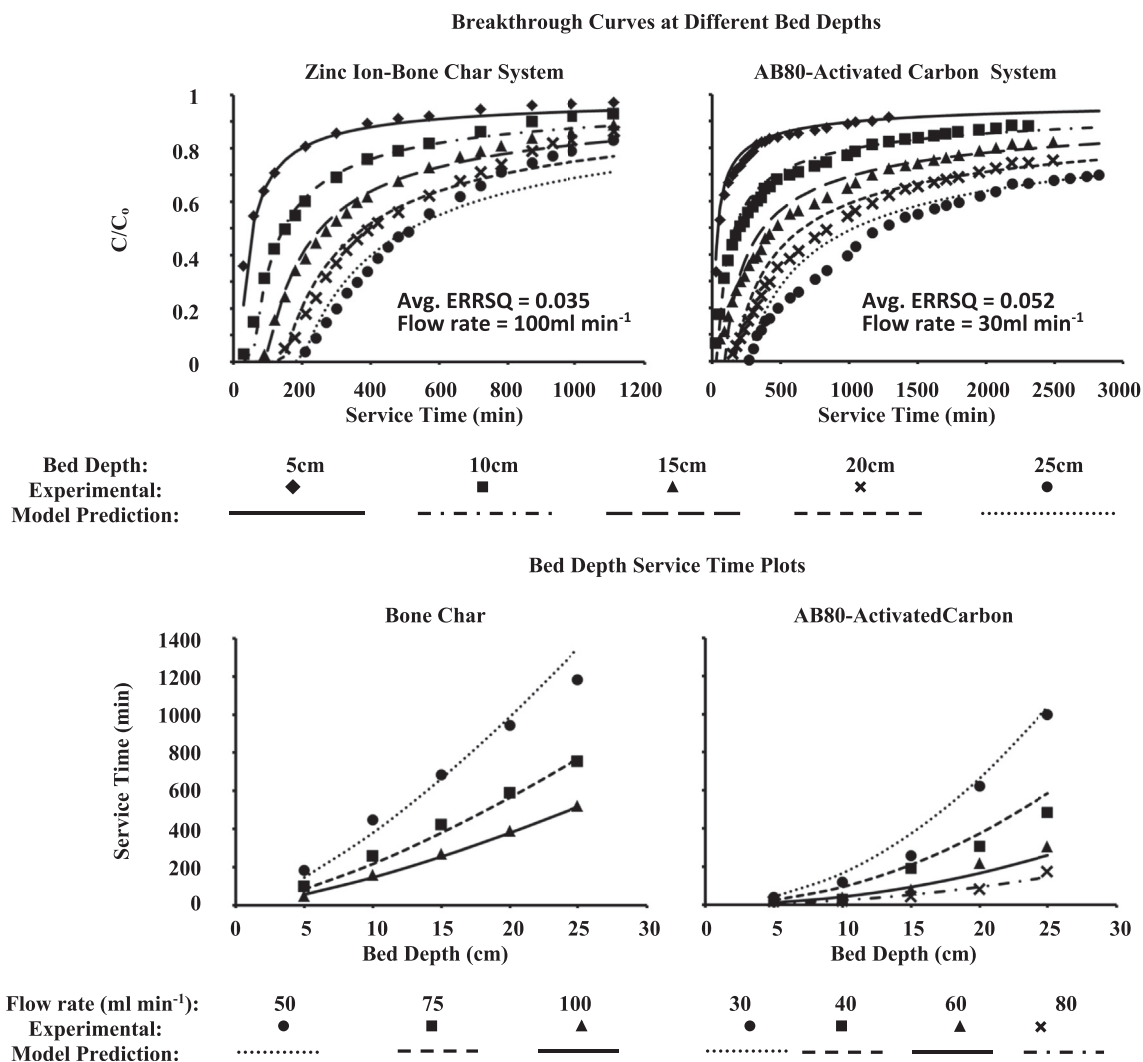 Breakthrough Curves at Different Bed Depths
Zinc Ion-Bone Char System
AB80-Activated Carbon System
C/Co
1
0.8
0.6
0.4
0.2
0
Avg. ERRSQ = 0.035
Flow rate = 100ml min-1
Avg. ERRSQ = 0.052
Flow rate = 30ml min-1
0 200 400 600 800 1000 1200
0 500 1000 1500 2000 2500 3000
Service Time (min)
Service Time (min)
Bed Depth: 5cm 10cm 15cm 20cm 25cm
Experimental:
Model Prediction:
Bed Depth Service Time Plots
Bone Char
AB80-ActivatedCarbon
Service Time (min)
1400
1200
1000
800
600
400
200
0
0 5 10 15 20 25 30
0 5 10 15 20 25 30
Bed Depth (cm)
Bed Depth (cm)
Flow rate (ml min-1): 50 75 100 30 40 60 80
Experimental:
Model Prediction: